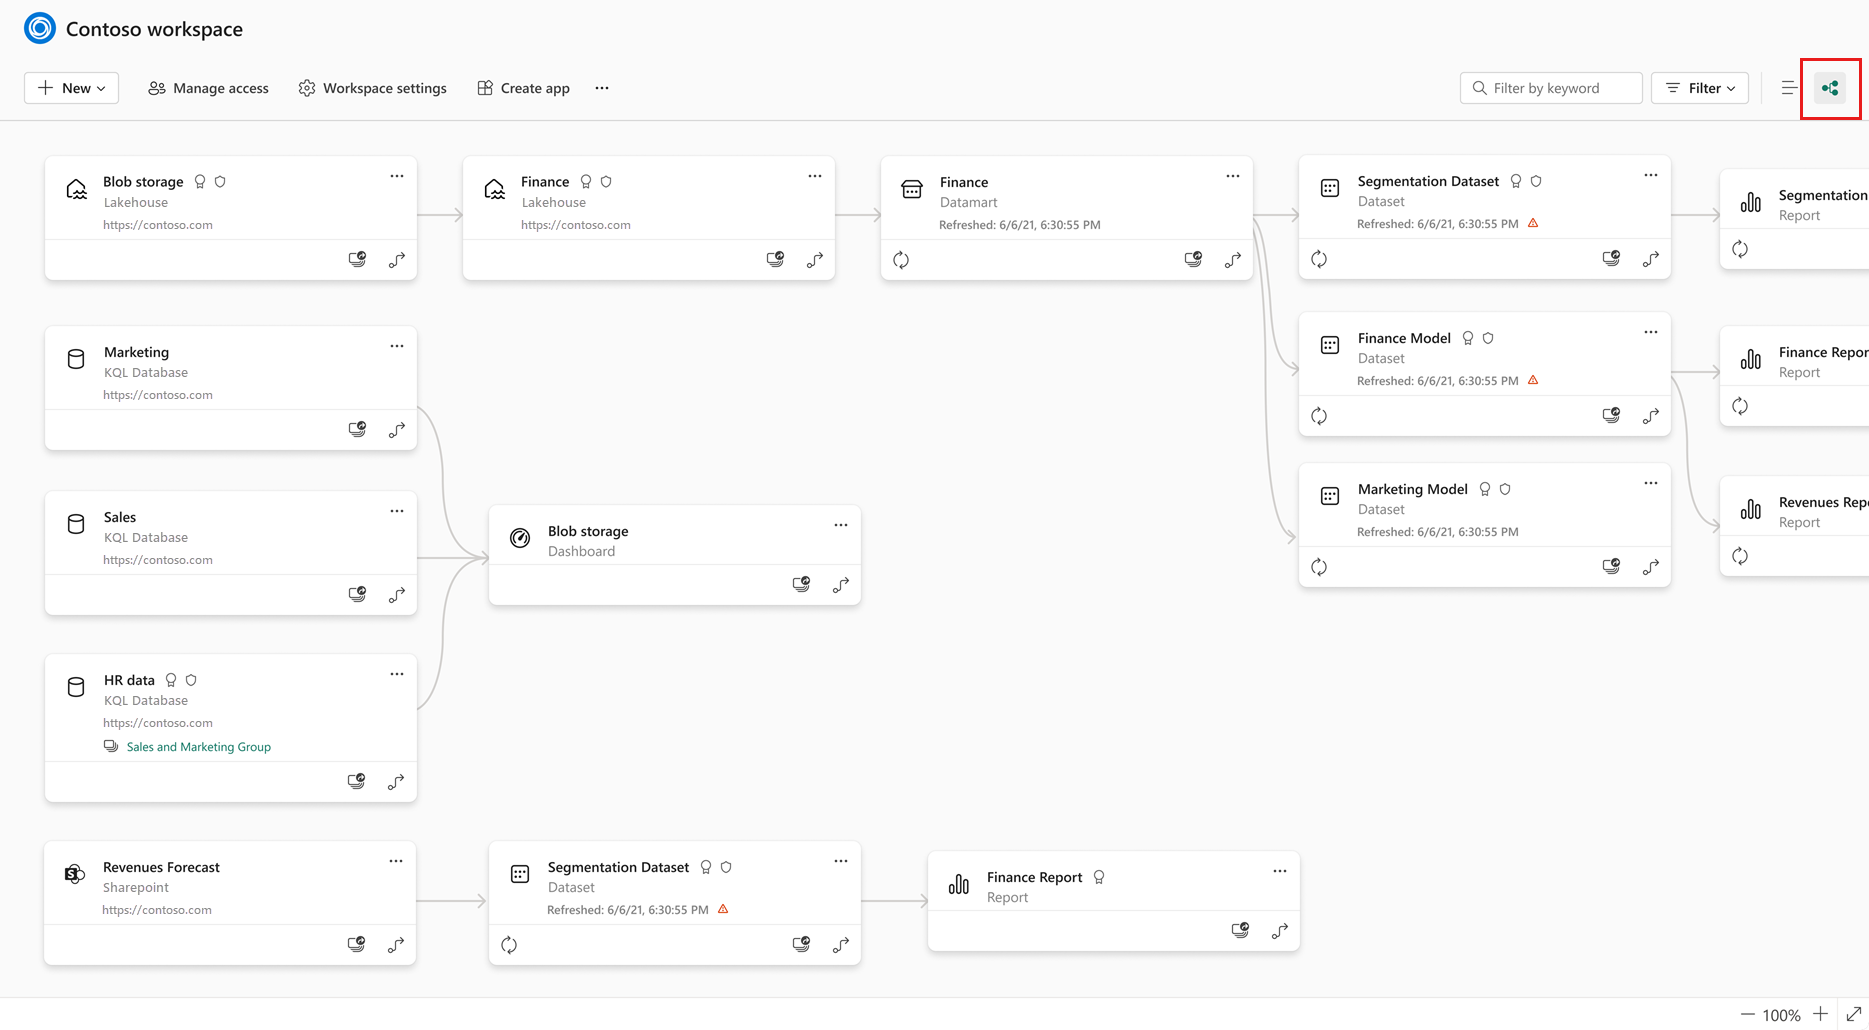 Contoso workspace
New
Manage access
Workspace settings
Create app
Filter by keyword
Filter
Blob storage
Lakehouse
https://contoso.com
Finance
Lakehouse
https://contoso.com
Finance
Datamart
Refreshed: 6/6/21, 6:30:55 PM
Segmentation Dataset
Dataset
Refreshed: 6/6/21, 6:30:55 PM
Segmentation
Report
Marketing
KQL Database
https://contoso.com
Finance Model
Dataset
Refreshed: 6/6/21, 6:30:55 PM
Finance Repor
Report
Sales
KQL Database
https://contoso.com
Blob storage
Dashboard
Marketing Model
Dataset
Refreshed: 6/6/21, 6:30:55 PM
Revenues Repo
Report
HR data
KQL Database
https://contoso.com
Sales and Marketing Group
Revenues Forecast
Sharepoint
https://contoso.com
Segmentation Dataset
Dataset
Refreshed: 6/6/21, 6:30:55 PM
Finance Report
Report
100%